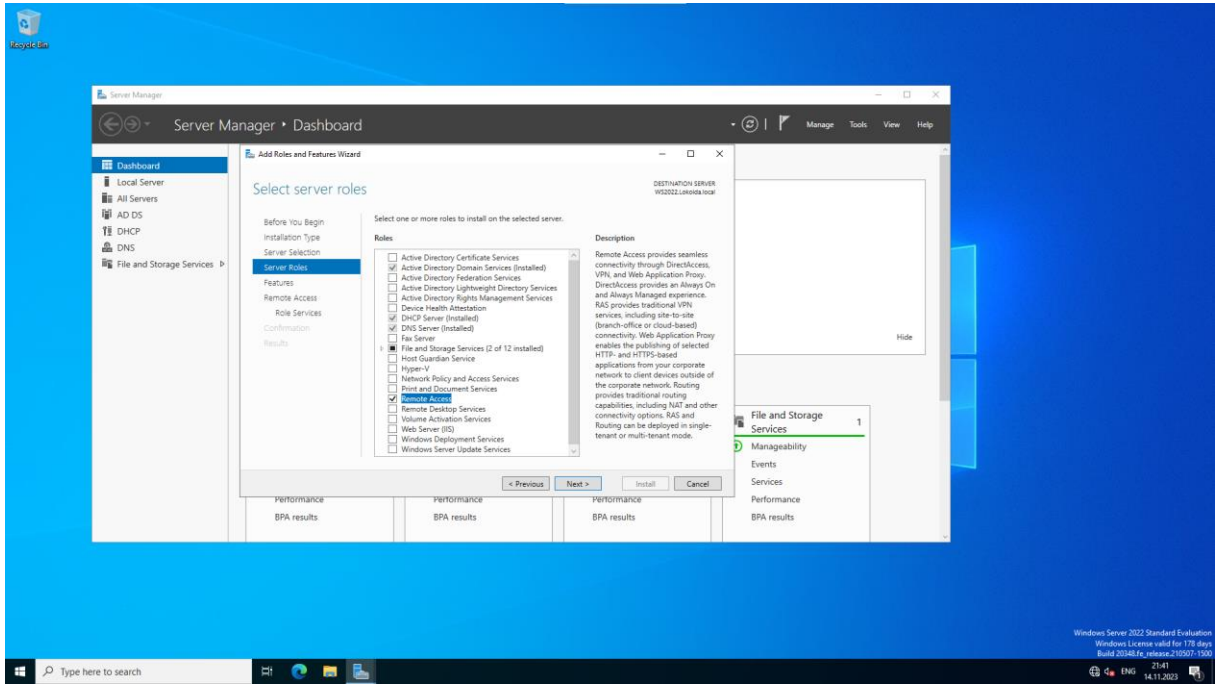 Recycle Bin
Server Manager
Server Manager • Dashboard
Manage Tools View Help
Dashboard
Local Server
All Servers
AD DS
DHCP
DNS
File and Storage Services
Add Roles and Features Wizard
Select server roles
DESTINATION SERVER
WS2022.Lokoida.local
Before You Begin
Installation Type
Server Selection
Server Roles
Features
Remote Access
Role Services
Confirmation
Results
Select one or more roles to install on the selected server.
Roles
Active Directory Certificate Services
Active Directory Domain Services (Installed)
Active Directory Federation Services
Active Directory Lightweight Directory Services
Active Directory Rights Management Services
Device Health Attestation
DHCP Server (Installed)
DNS Server (Installed)
Fax Server
File and Storage Services (2 of 12 installed)
Host Guardian Service
Hyper-V
Network Policy and Access Services
Print and Document Services
Remote Access
Remote Desktop Services
Volume Activation Services
Web Server (IIS)
Windows Deployment Services
Windows Server Update Services
Description
Remote Access provides seamless
connectivity through DirectAccess,
VPN, and Web Application Proxy.
DirectAccess provides an Always On
and Always Managed experience.
RAS provides traditional VPN
services, including site-to-site
(branch-office or cloud-based)
connectivity. Web Application Proxy
enables the publishing of selected
HTTP- and HTTPS-based
applications from your corporate
network to client devices outside of
the corporate network. Routing
provides traditional routing
capabilities, including NAT and other
connectivity options. RAS and
Routing can be deployed in single-
tenant or multi-tenant mode.
< Previous Next > Install Cancel
Hide
File and Storage
Services
1
Manageability
Events
Services
Performance
BPA results
Performance
BPA results
Performance
BPA results
Performance
BPA results
Windows Server 2022 Standard Evaluation
Windows License valid for 178 days
Build 20348.fe_release.210507-1500
Type here to search
ENG
21:41
14.11.2023
1